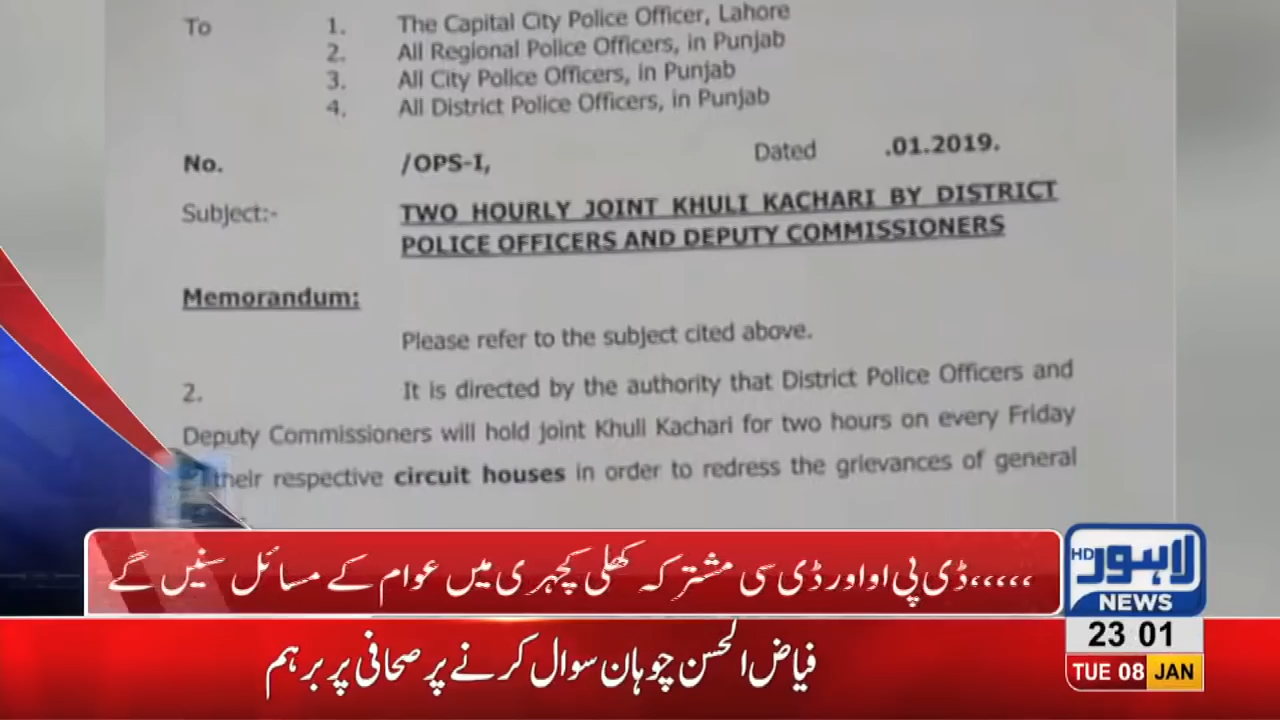 To
1. The Capital City Police Officer, Lahore
2. All Regional Police Officers, in Punjab
3. All City Police Officers, in Punjab
4. All District Police Officers, in Punjab
No. /OPS-I, Dated .01.2019.
Subject:- TWO HOURLY JOINT KHULI KACHARI BY DISTRICT
POLICE OFFICERS AND DEPUTY COMMISSIONERS
Memorandum:
Please refer to the subject cited above.
2. It is directed by the authority that District Police Officers and
Deputy Commissioners will hold joint Khuli Kachari for two hours on every Friday
their respective circuit houses in order to redress the grievances of general
،،،،،ڈی پی او اور ڈی سی مشترکہ کھلی کچہری میں عوام کے مسائل سنیں گے
فیاض الحسن چوہان سوال کرنے پر صحافی پر برہم
لاہور HD
NEWS
23 01
TUE 08 JAN